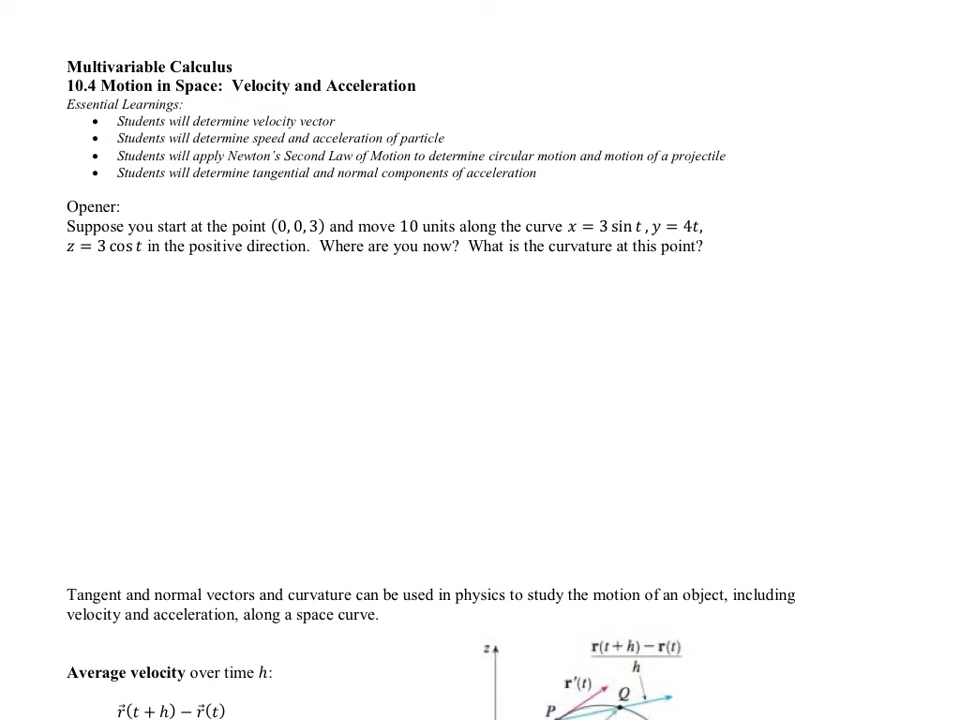 Multivariable Calculus
10.4 Motion in Space:  Velocity and Acceleration
Essential Learnings:
• Students will determine velocity vector
• Students will determine speed and acceleration of particle
• Students will apply Newton's Second Law of Motion to determine circular motion and motion of a projectile
• Students will determine tangential and normal components of acceleration
Opener:
Suppose you start at the point (0, 0, 3) and move 10 units along the curve x = 3 sin t , y = 4t,
z = 3 cos t in the positive direction.  Where are you now?  What is the curvature at this point?
Tangent and normal vectors and curvature can be used in physics to study the motion of an object, including
velocity and acceleration, along a space curve.
Average velocity over time h:
r⃗(t + h) − r⃗(t)
z
r(t + h) − r(t)
h
r′(t)
Q
P